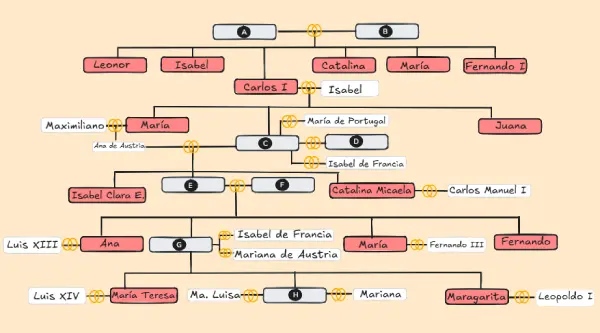 A
B
Leonor
Isabel
Catalina
María
Fernando I
Carlos I
Isabel
Maximiliano
María
María de Portugal
Juana
Ana de Austria
C
D
Isabel de Francia
Isabel Clara E.
E
F
Catalina Micaela
Carlos Manuel I
Luis XIII
Ana
G
Isabel de Francia
Mariana de Austria
María
Fernando III
Fernando
Luis XIV
María Teresa
Ma. Luisa
H
Mariana
Maragarita
Leopoldo I